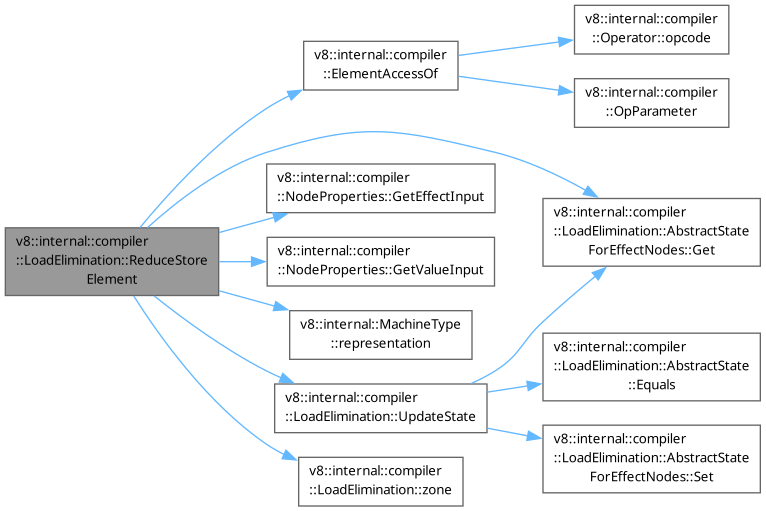 v8::internal::compiler
::LoadElimination::ReduceStore
Element
v8::internal::compiler
::ElementAccessOf
v8::internal::compiler
::Operator::opcode
v8::internal::compiler
::OpParameter
v8::internal::compiler
::NodeProperties::GetEffectInput
v8::internal::compiler
::NodeProperties::GetValueInput
v8::internal::MachineType
::representation
v8::internal::compiler
::LoadElimination::UpdateState
v8::internal::compiler
::LoadElimination::zone
v8::internal::compiler
::LoadElimination::AbstractState
ForEffectNodes::Get
v8::internal::compiler
::LoadElimination::AbstractState
::Equals
v8::internal::compiler
::LoadElimination::AbstractState
ForEffectNodes::Set